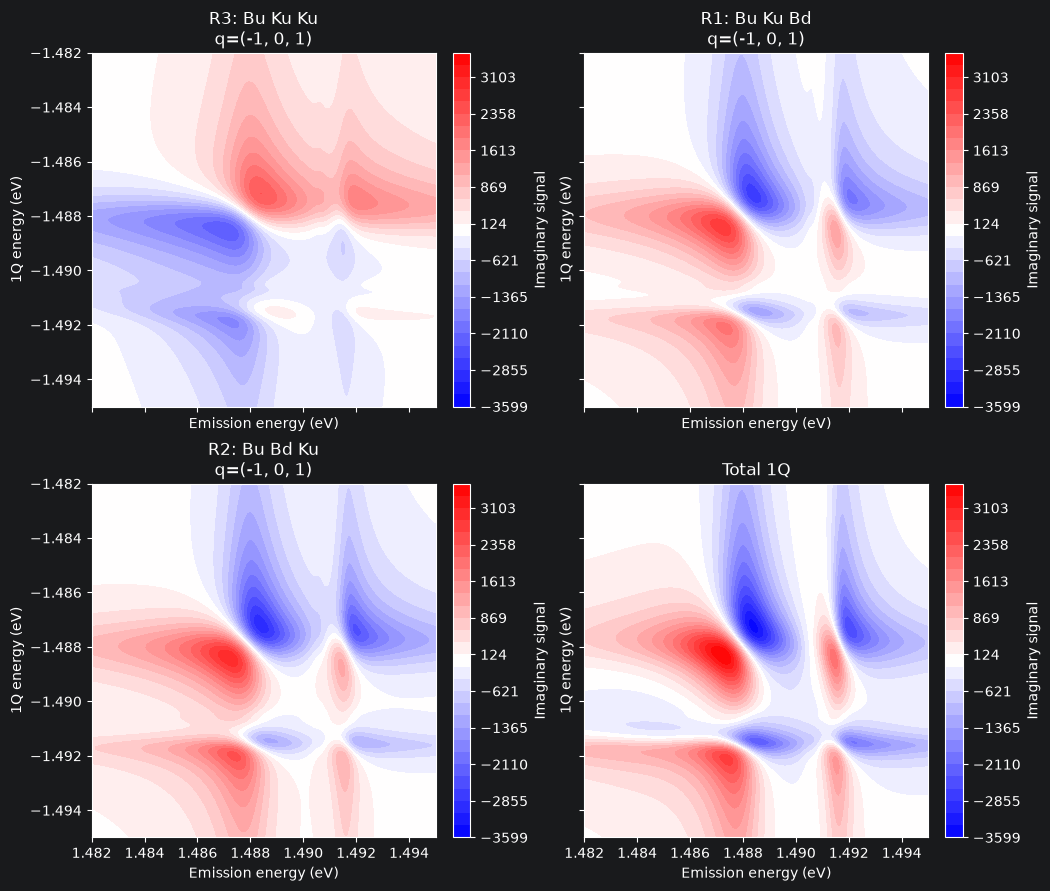 R3: Bu Ku Ku
q=(-1, 0, 1)
−1.482
−1.484
−1.486
−1.488
−1.490
−1.492
−1.494
1Q energy (eV)
Emission energy (eV)
3103
2358
1613
869
124
−621
−1365
−2110
−2855
−3599
Imaginary signal
R1: Bu Ku Bd
q=(-1, 0, 1)
1Q energy (eV)
Emission energy (eV)
3103
2358
1613
869
124
−621
−1365
−2110
−2855
−3599
Imaginary signal
R2: Bu Bd Ku
q=(-1, 0, 1)
−1.482
−1.484
−1.486
−1.488
−1.490
−1.492
−1.494
1Q energy (eV)
1.482 1.484 1.486 1.488 1.490 1.492 1.494
Emission energy (eV)
3103
2358
1613
869
124
−621
−1365
−2110
−2855
−3599
Imaginary signal
Total 1Q
1Q energy (eV)
1.482 1.484 1.486 1.488 1.490 1.492 1.494
Emission energy (eV)
3103
2358
1613
869
124
−621
−1365
−2110
−2855
−3599
Imaginary signal